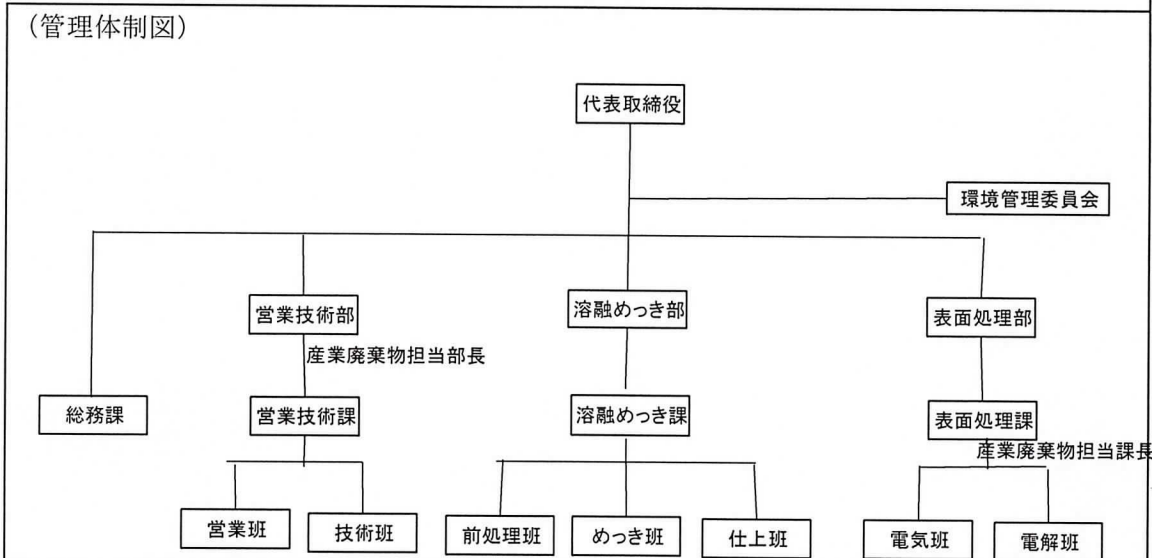 （管理体制図）
代表取締役
環境管理委員会
営業技術部
溶融めっき部
表面処理部
産業廃棄物担当部長
総務課
営業技術課
溶融めっき課
表面処理課
産業廃棄物担当課長
営業班
技術班
前処理班
めっき班
仕上班
電気班
電解班